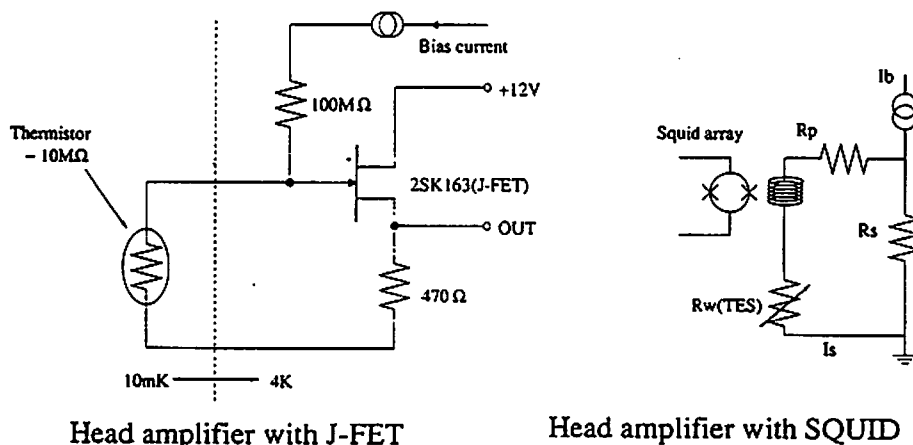 Bias current
100MΩ
+12V
Thermistor
~10MΩ
2SK163(J-FET)
OUT
470 Ω
10mK
4K
Head amplifier with J-FET
Ib
Squid array
Rp
Rs
Rw(TES)
Is
Head amplifier with SQUID